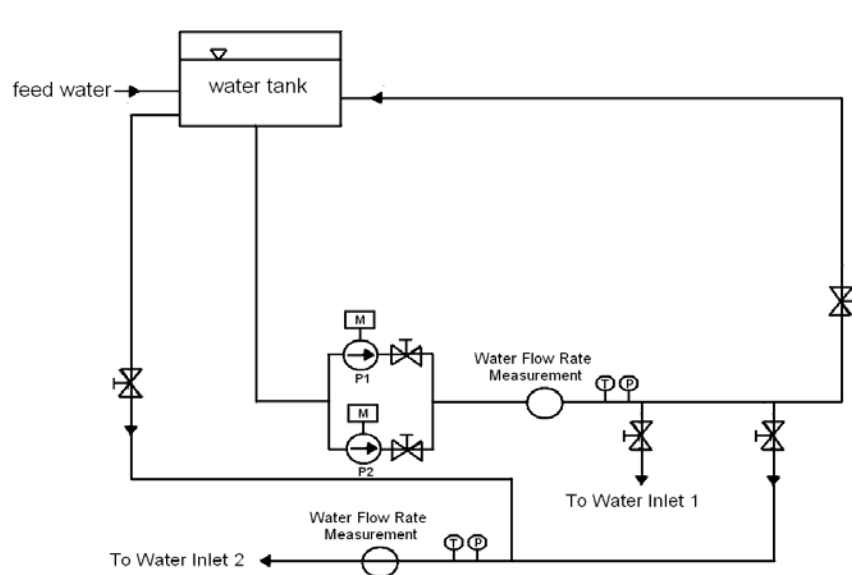 feed water
water tank
M
P1
M
P2
Water Flow Rate
Measurement
T P
To Water Inlet 1
Water Flow Rate
Measurement
T P
To Water Inlet 2